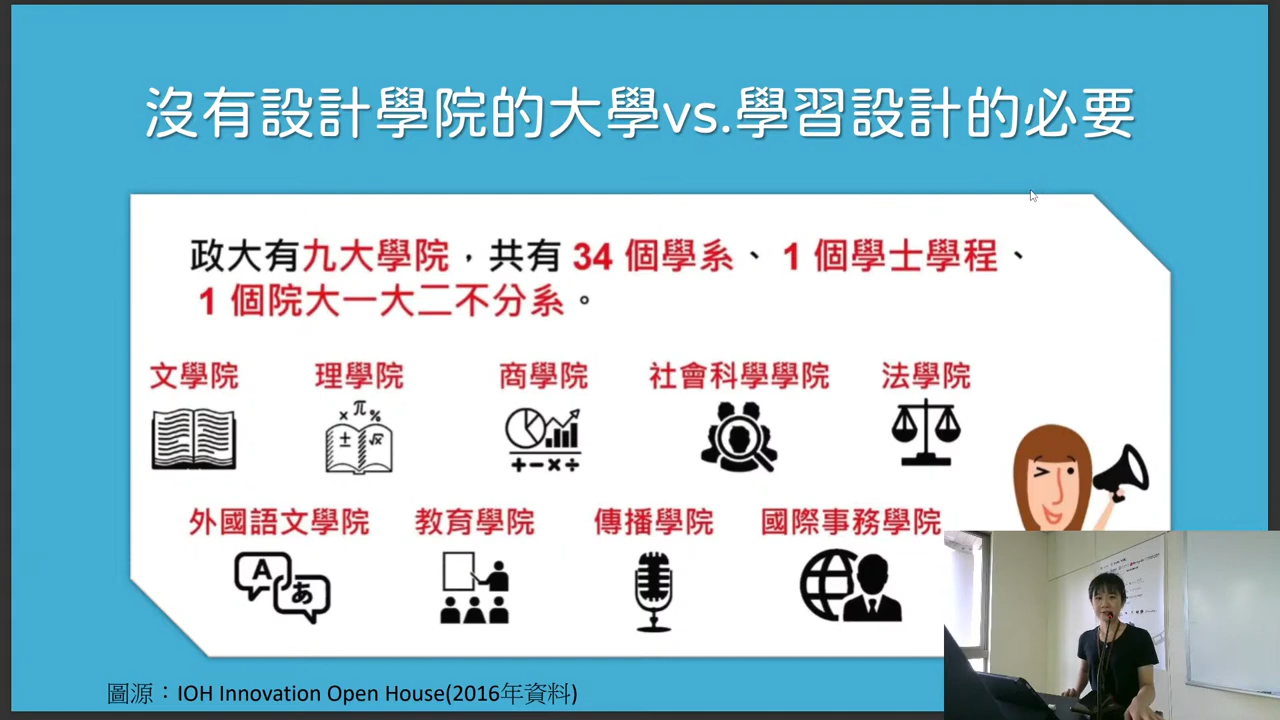 沒有設計學院的大學vs.學習設計的必要
政大有九大學院，共有 34 個學系、 1 個學士學程、
1 個院大一大二不分系。
文學院 理學院 商學院 社會科學學院 法學院
外國語文學院 教育學院 傳播學院 國際事務學院
圖源：IOH Innovation Open House(2016年資料)